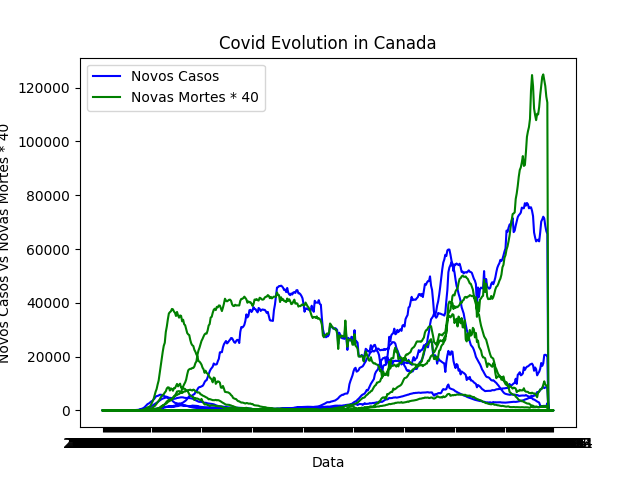 Covid Evolution in Canada
Novos Casos
Novas Mortes * 40
120000
100000
80000
60000
40000
20000
0
Novos Casos Vs Novas Mortes * 40
Data